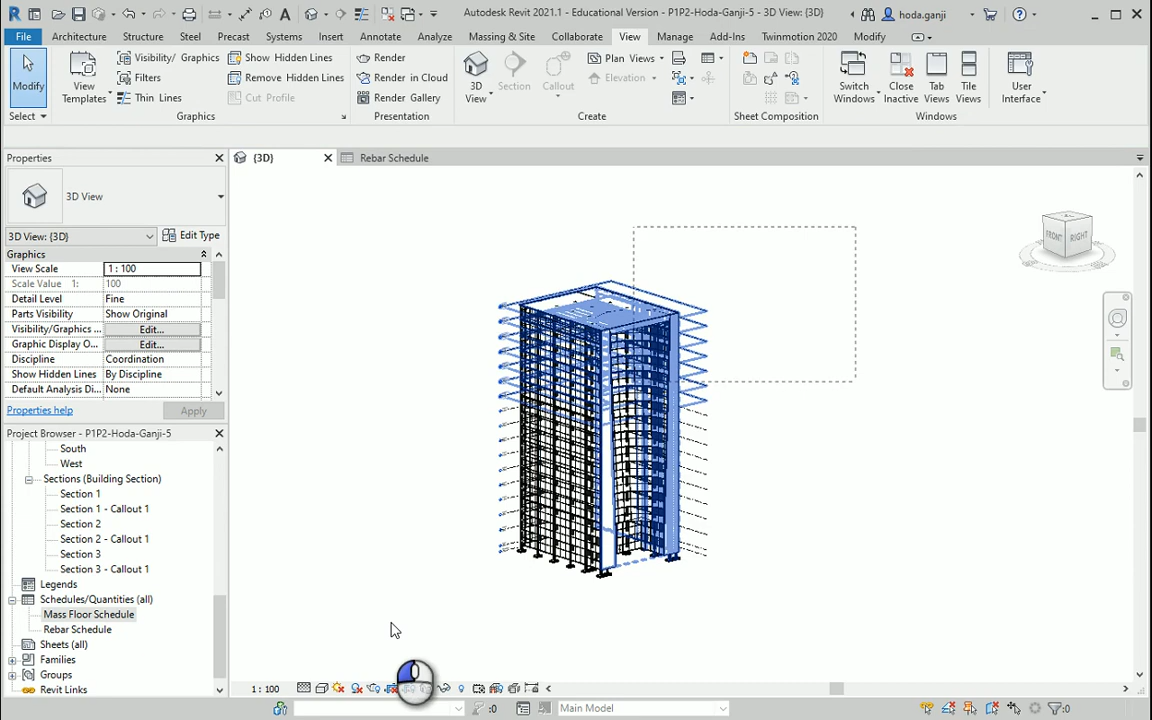 Autodesk Revit 2021.1 - Educational Version - P1P2-Hoda-Ganji-5 - 3D View: {3D}
hoda.ganji
File Architecture Structure Steel Precast Systems Insert Annotate Analyze Massing & Site Collaborate View Manage Add-Ins Twinmotion 2020 Modify
Modify
Select
View Templates
Visibility/ Graphics
Filters
Thin Lines
Show Hidden Lines
Remove Hidden Lines
Cut Profile
Graphics
Render
Render in Cloud
Render Gallery
Presentation
3D View
Section
Callout
Plan Views
Elevation
Create
Sheet Composition
Switch Windows
Close Inactive
Tab Views
Tile Views
Windows
User Interface
Properties
3D View
3D View: {3D}
Edit Type
Graphics
View Scale 1 : 100
Scale Value 1: 100
Detail Level Fine
Parts Visibility Show Original
Visibility/Graphics ... Edit...
Graphic Display O... Edit...
Discipline Coordination
Show Hidden Lines By Discipline
Default Analysis Di... None
Properties help
Apply
Project Browser - P1P2-Hoda-Ganji-5
South
West
Sections (Building Section)
Section 1
Section 1 - Callout 1
Section 2
Section 2 - Callout 1
Section 3
Section 3 - Callout 1
Legends
Schedules/Quantities (all)
Mass Floor Schedule
Rebar Schedule
Sheets (all)
Families
Groups
Revit Links
{3D}
Rebar Schedule
FRONT
RIGHT
1 : 100
:0
Main Model
:0